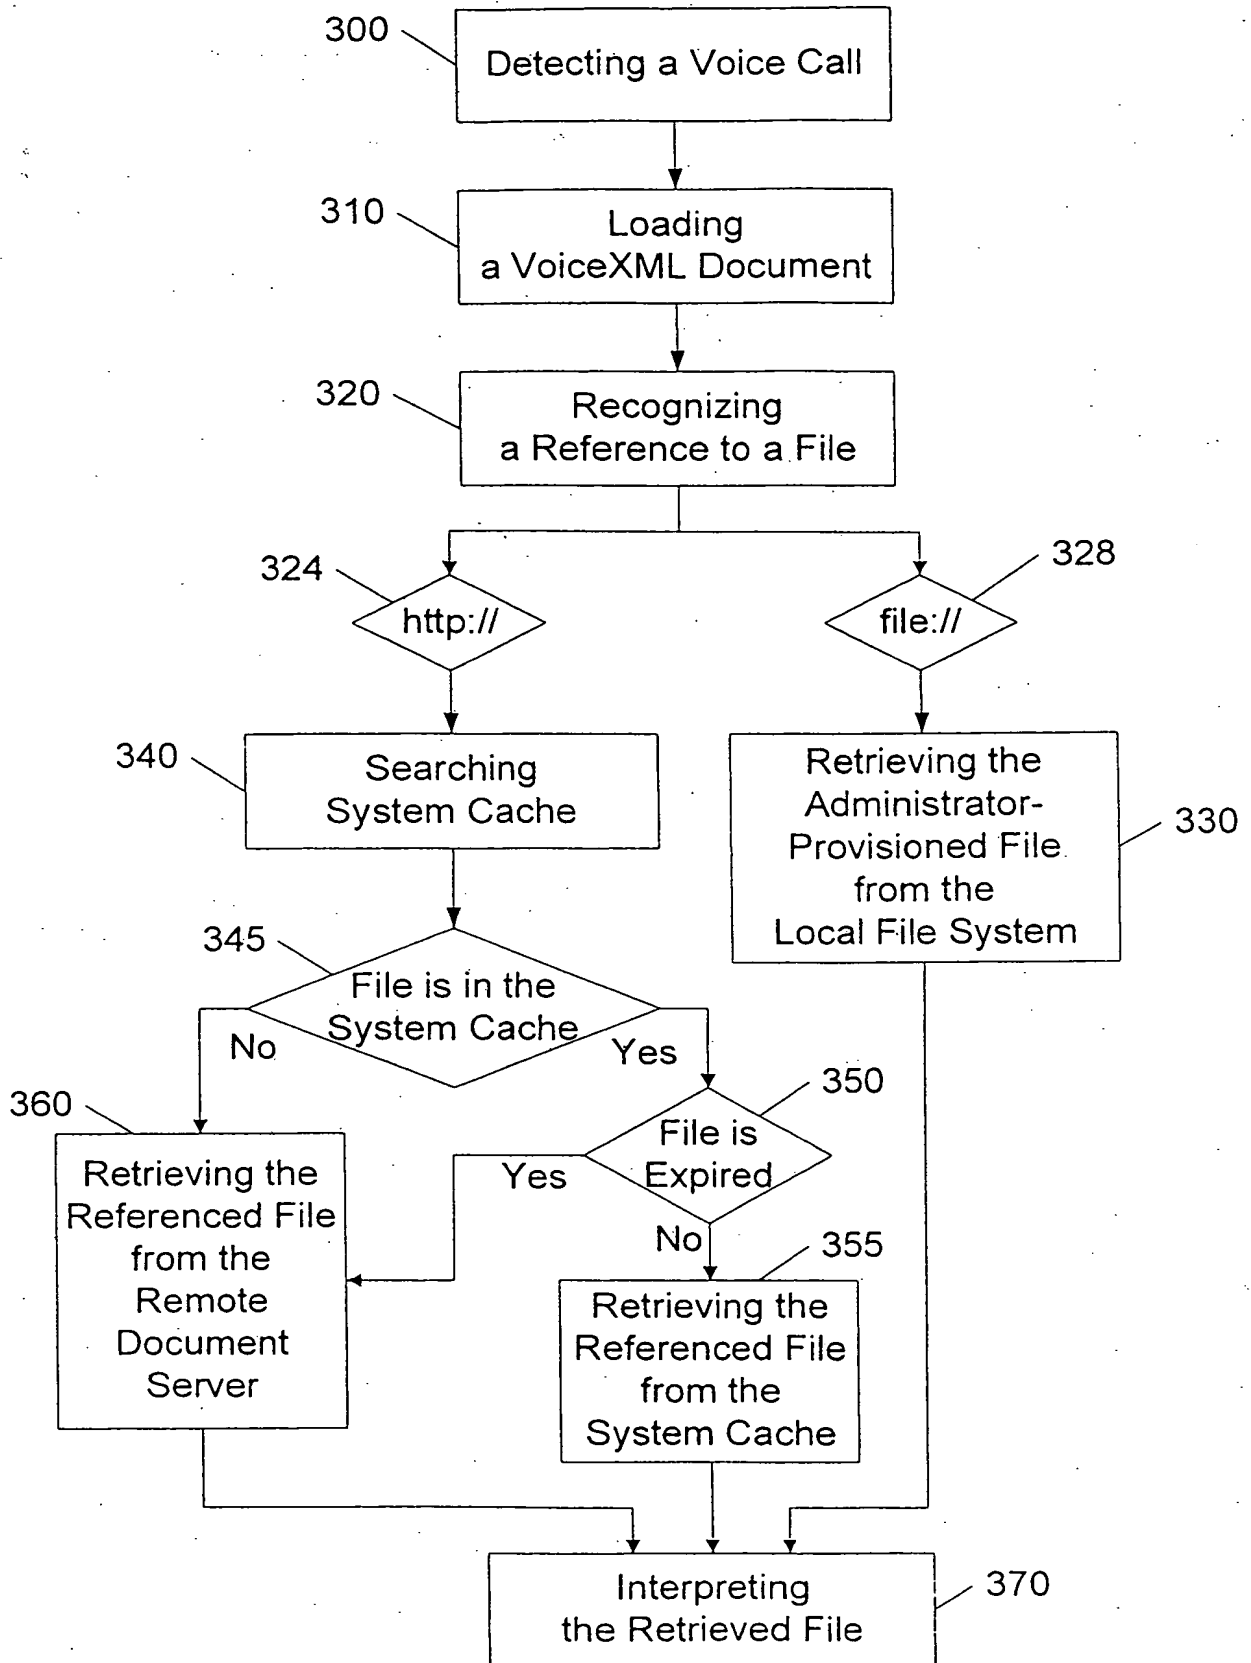 300
Detecting a Voice Call
310
Loading
a VoiceXML Document
320
Recognizing
a Reference to a File
324
http://
328
file://
340
Searching
System Cache
Retrieving the
Administrator-
Provisioned File
from the
Local File System
330
345
File is in the
System Cache
No
Yes
350
File is
Expired
Yes
No
360
Retrieving the
Referenced File
from the
Remote
Document
Server
355
Retrieving the
Referenced File
from the
System Cache
Interpreting
the Retrieved File
370